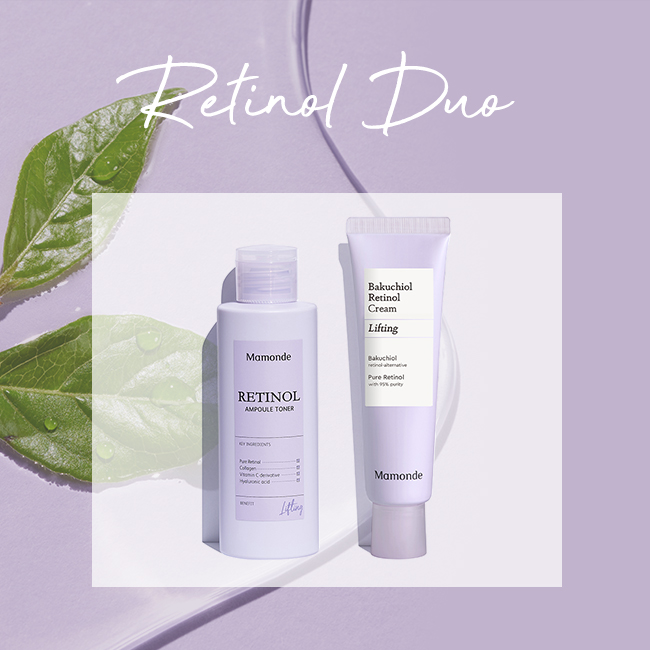 Retinol Duo
Mamonde
RETINOL
AMPOULE TONER
KEY INGREDIENTS
Pure Retinol
Collagen
Vitamin C derivative
Hyaluronic acid
BENEFITS
Lifting
Bakuchiol
Retinol
Cream
Lifting
Bakuchiol
retinol alternative
Pure Retinol
with 95% purity
Mamonde